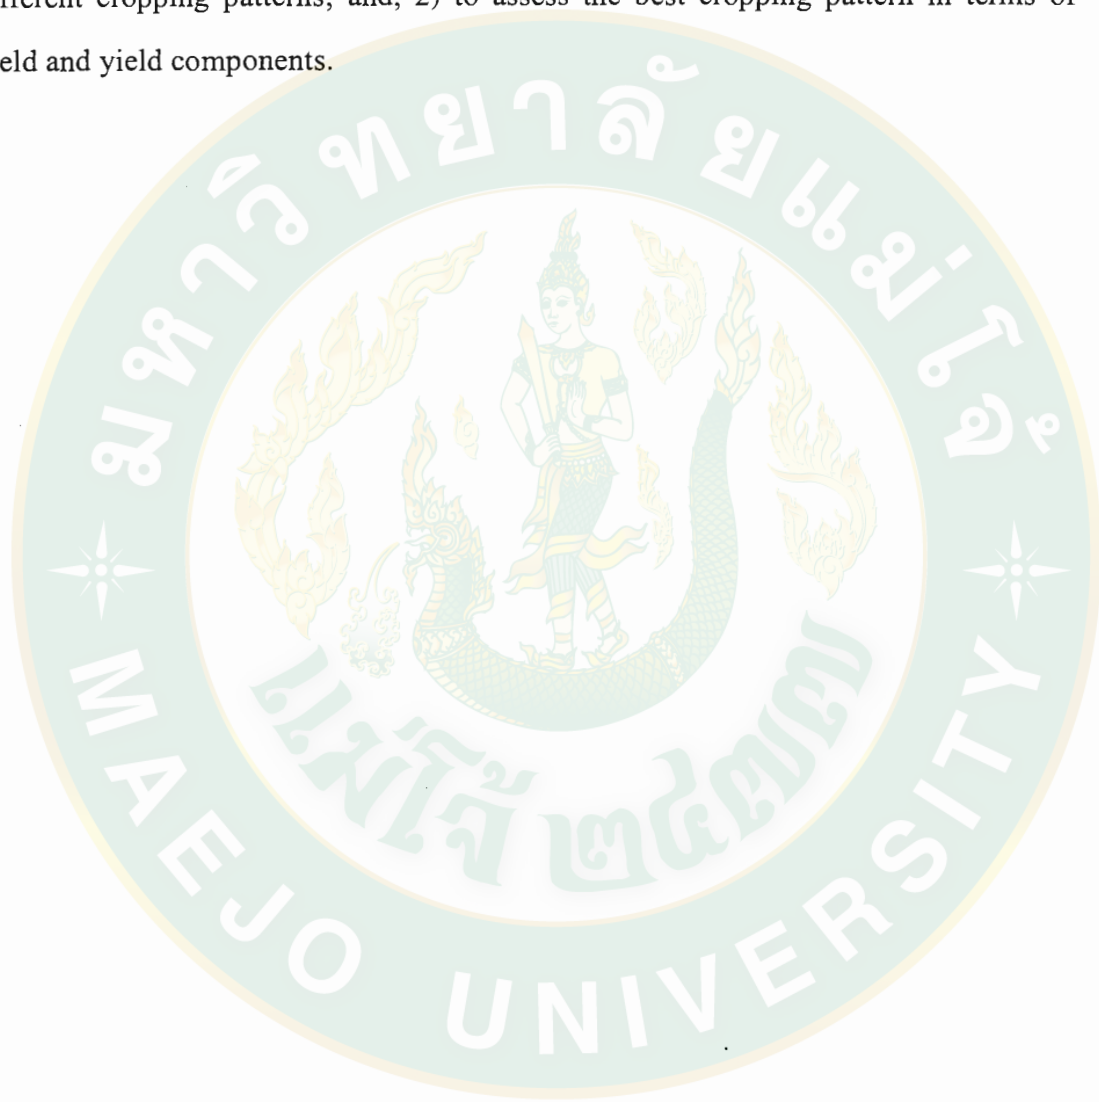 fferent cropping patterns; and, 2) to assess the best cropping pattern in terms of
eld and yield components.
มหาวิทยาลัยแม่โจ้
แม่โจ้ ๒๔๗๗
MAEJO UNIVERSITY